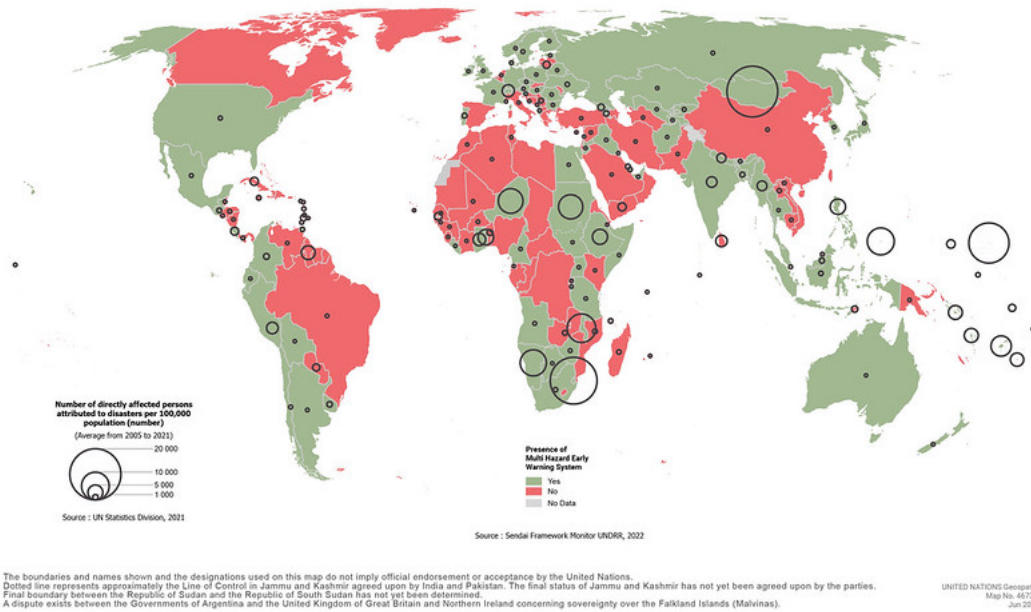 Number of directly affected persons
attributed to disasters per 100,000
population (number)
(Average from 2005 to 2021)
20 000
10 000
5 000
1 000
Source : UN Statistics Division, 2021
Presence of
Multi Hazard Early
Warning System
Yes
No
No Data
Source : Sendai Framework Monitor UNDRR, 2022
The boundaries and names shown and the designations used on this map do not imply official endorsement or acceptance by the United Nations.
Dotted line represents approximately the Line of Control in Jammu and Kashmir agreed upon by India and Pakistan. The final status of Jammu and Kashmir has not yet been agreed upon by the parties.
Final boundary between the Republic of Sudan and the Republic of South Sudan has not yet been determined.
A dispute exists between the Governments of Argentina and the United Kingdom of Great Britain and Northern Ireland concerning sovereignty over the Falkland Islands (Malvinas).
UNITED NATIONS
Map No.